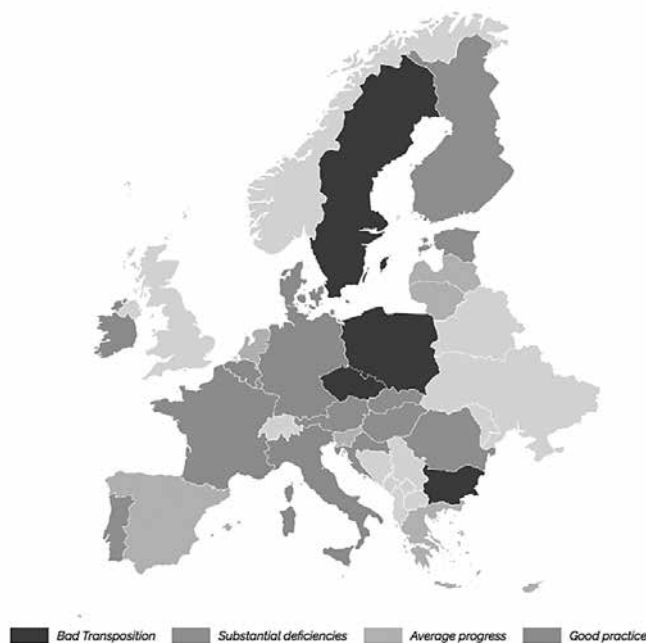 Bad Transposition
Substantial deficiencies
Average progress
Good practice